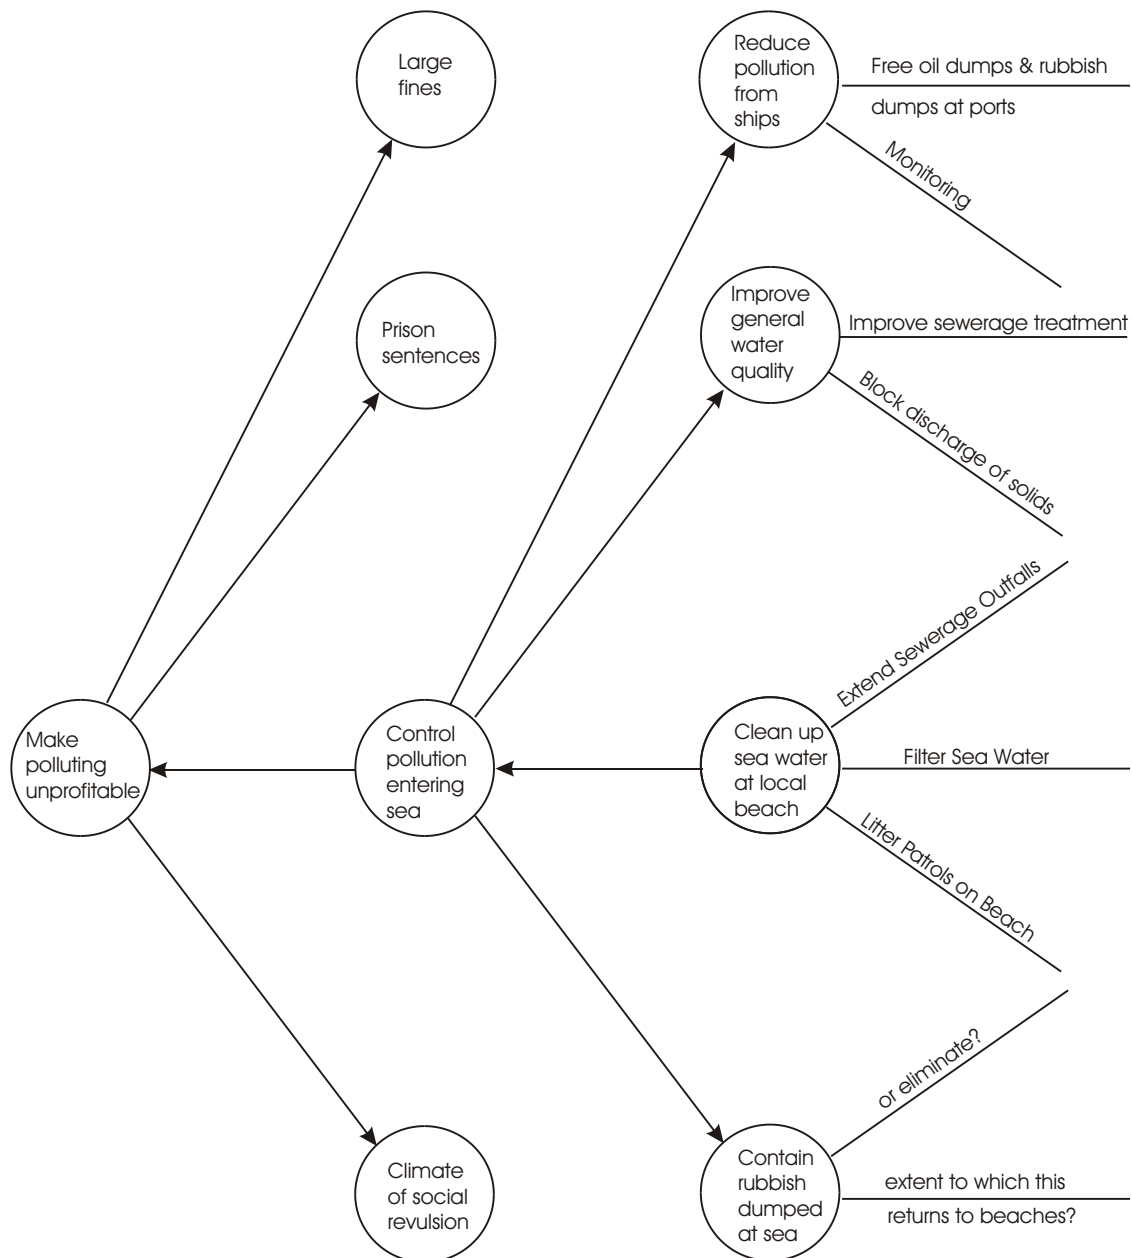 Large
fines
Reduce
pollution
from
ships
Free oil dumps & rubbish
dumps at ports
Monitoring
Prison
sentences
Improve
general
water
quality
Improve sewerage treatment
Block discharge of solids
Extend Sewerage Outfalls
Make
polluting
unprofitable
Control
pollution
entering
sea
Clean up
sea water
at local
beach
Filter Sea Water
Litter Patrols on Beach
or eliminate?
Climate
of social
revulsion
Contain
rubbish
dumped
at sea
extent to which this
returns to beaches?